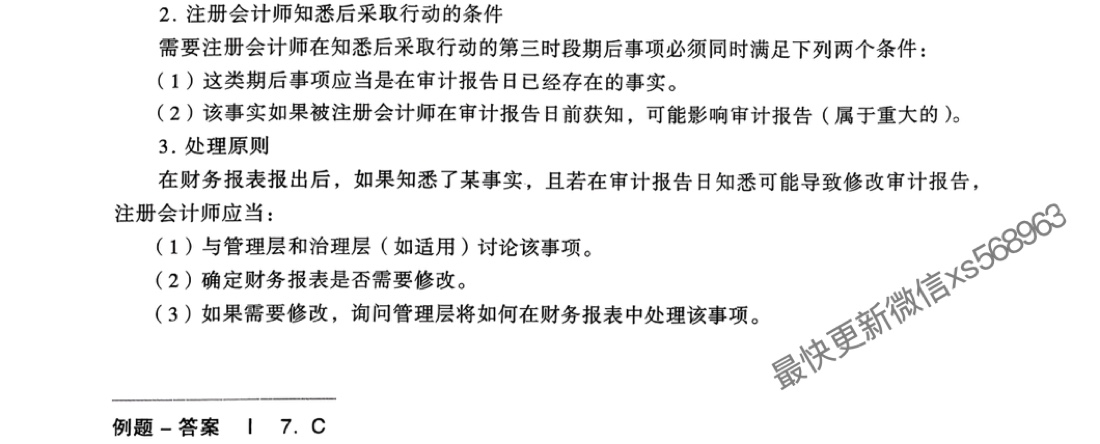 2. 注册会计师知悉后采取行动的条件
需要注册会计师在知悉后采取行动的第三时段期后事项必须同时满足下列两个条件：
（1）这类期后事项应当是在审计报告日已经存在的事实。
（2）该事实如果被注册会计师在审计报告日前获知，可能影响审计报告（属于重大的）。
3. 处理原则
在财务报表报出后，如果知悉了某事实，且若在审计报告日知悉可能导致修改审计报告，
注册会计师应当：
（1）与管理层和治理层（如适用）讨论该事项。
（2）确定财务报表是否需要修改。
（3）如果需要修改，询问管理层将如何在财务报表中处理该事项。
最快更新微信xs568963
例题－答案 | 7. C